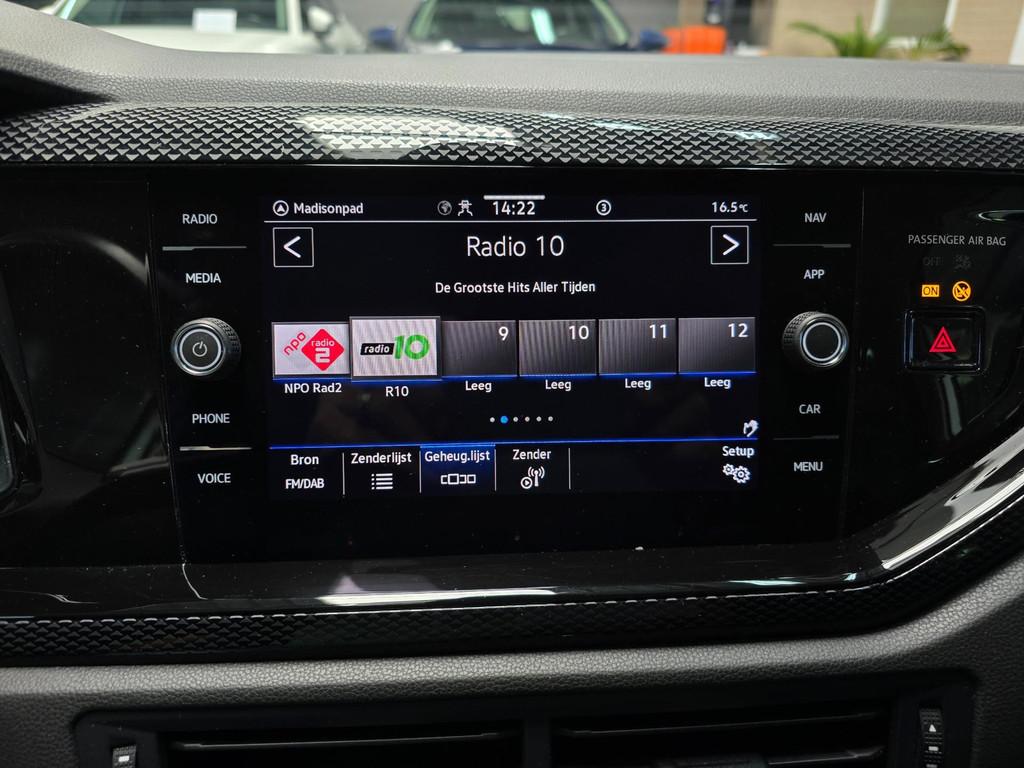 Madisonpad 14:22 3 16.5°C
RADIO
MEDIA
PHONE
VOICE
Radio 10
De Grootste Hits Aller Tijden
npo radio 2
radio 10
9
10
11
12
NPO Rad2
R10
Leeg
Leeg
Leeg
Leeg
Bron
FM/DAB
Zenderlijst
Geheug.lijst
Zender
Setup
NAV
APP
CAR
MENU
PASSENGER AIR BAG
OFF
ON